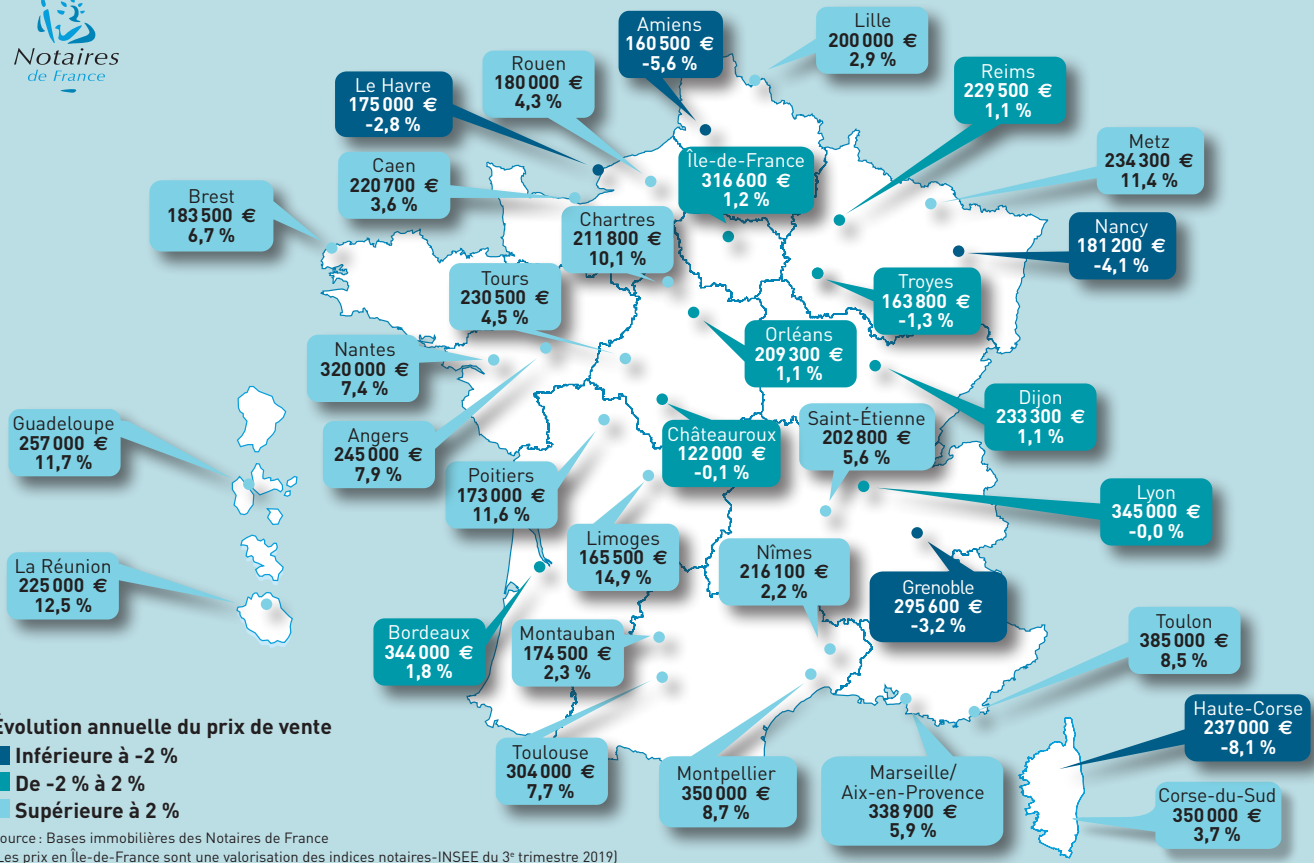 Notaires
de France
Amiens
160 500 €
-5,6 %
Lille
200 000 €
2,9 %
Rouen
180 000 €
4,3 %
Reims
229 500 €
1,1 %
Le Havre
175 000 €
-2,8 %
Metz
234 300 €
11,4 %
Île-de-France
316 600 €
1,2 %
Caen
220 700 €
3,6 %
Brest
183 500 €
6,7 %
Chartres
211 800 €
10,1 %
Nancy
181 200 €
-4,1 %
Tours
230 500 €
4,5 %
Troyes
163 800 €
-1,3 %
Orléans
209 300 €
1,1 %
Nantes
320 000 €
7,4 %
Dijon
233 300 €
1,1 %
Guadeloupe
257 000 €
11,7 %
Angers
245 000 €
7,9 %
Châteauroux
122 000 €
-0,1 %
Saint-Étienne
202 800 €
5,6 %
Poitiers
173 000 €
11,6 %
Lyon
345 000 €
-0,0 %
Limoges
165 500 €
14,9 %
Nîmes
216 100 €
2,2 %
La Réunion
225 000 €
12,5 %
Grenoble
295 600 €
-3,2 %
Bordeaux
344 000 €
1,8 %
Montauban
174 500 €
2,3 %
Toulon
385 000 €
8,5 %
Haute-Corse
237 000 €
-8,1 %
Toulouse
304 000 €
7,7 %
Montpellier
350 000 €
8,7 %
Marseille/
Aix-en-Provence
338 900 €
5,9 %
Corse-du-Sud
350 000 €
3,7 %
Évolution annuelle du prix de vente
Inférieure à -2 %
De -2 % à 2 %
Supérieure à 2 %
ource : Bases immobilières des Notaires de France
Les prix en Île-de-France sont une valorisation des indices notaires-INSEE du 3e trimestre 2019)